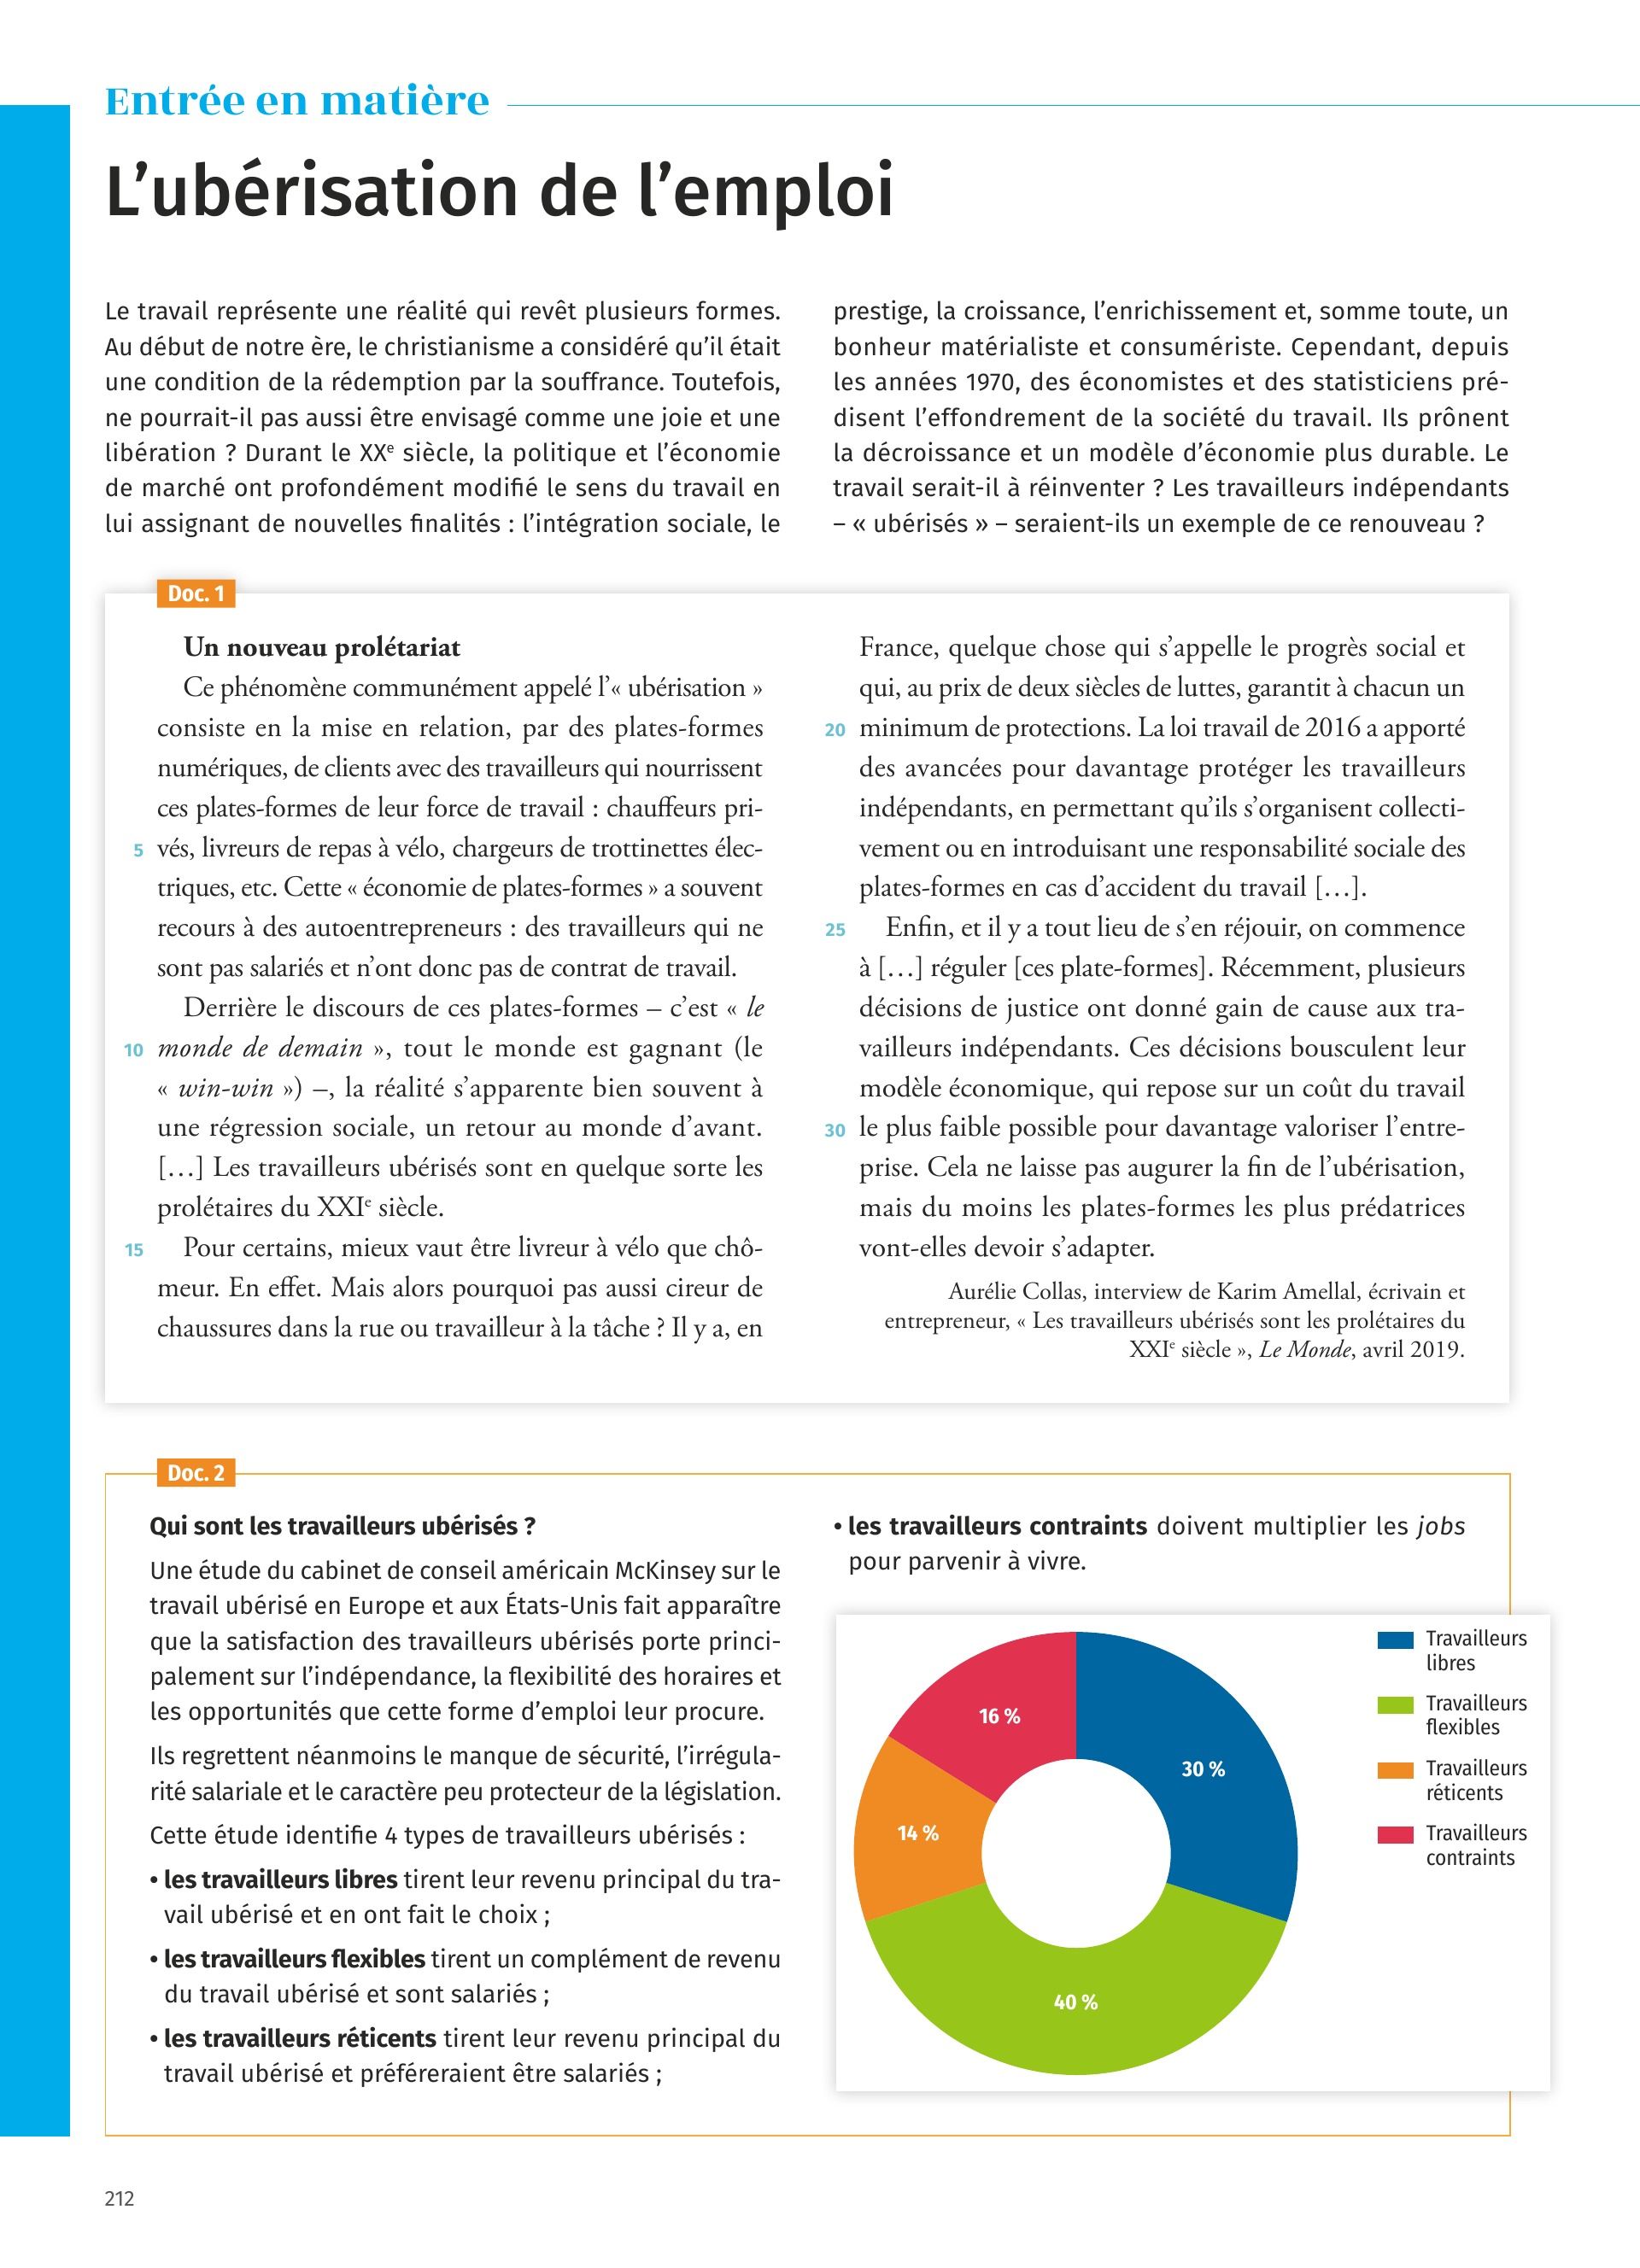 Entrée en matière
L’ubérisation de l’emploi
Le travail représente une réalité qui revêt plusieurs formes.
Au début de notre ère, le christianisme a considéré qu’il était
une condition de la rédemption par la souffrance. Toutefois,
ne pourrait-il pas aussi être envisagé comme une joie et une
libération ? Durant le XXe siècle, la politique et l’économie
de marché ont profondément modifié le sens du travail en
lui assignant de nouvelles finalités : l’intégration sociale, le
prestige, la croissance, l’enrichissement et, somme toute, un
bonheur matérialiste et consumériste. Cependant, depuis
les années 1970, des économistes et des statisticiens pré-
disent l’effondrement de la société du travail. Ils prônent
la décroissance et un modèle d’économie plus durable. Le
travail serait-il à réinventer ? Les travailleurs indépendants
– « ubérisés » – seraient-ils un exemple de ce renouveau ?
Doc. 1
Un nouveau prolétariat
Ce phénomène communément appelé l’« ubérisation »
consiste en la mise en relation, par des plates-formes
numériques, de clients avec des travailleurs qui nourrissent
ces plates-formes de leur force de travail : chauffeurs pri-
5 vés, livreurs de repas à vélo, chargeurs de trottinettes élec-
triques, etc. Cette « économie de plates-formes » a souvent
recours à des autoentrepreneurs : des travailleurs qui ne
sont pas salariés et n’ont donc pas de contrat de travail.
Derrière le discours de ces plates-formes – c’est « le
10 monde de demain », tout le monde est gagnant (le
« win-win ») –, la réalité s’apparente bien souvent à
une régression sociale, un retour au monde d’avant.
[…] Les travailleurs ubérisés sont en quelque sorte les
prolétaires du XXIe siècle.
15 Pour certains, mieux vaut être livreur à vélo que chô-
meur. En effet. Mais alors pourquoi pas aussi cireur de
chaussures dans la rue ou travailleur à la tâche ? Il y a, en
France, quelque chose qui s’appelle le progrès social et
qui, au prix de deux siècles de luttes, garantit à chacun un
20 minimum de protections. La loi travail de 2016 a apporté
des avancées pour davantage protéger les travailleurs
indépendants, en permettant qu’ils s’organisent collecti-
vement ou en introduisant une responsabilité sociale des
plates-formes en cas d’accident du travail […].
25 Enfin, et il y a tout lieu de s’en réjouir, on commence
à […] réguler [ces plate-formes]. Récemment, plusieurs
décisions de justice ont donné gain de cause aux tra-
vailleurs indépendants. Ces décisions bousculent leur
modèle économique, qui repose sur un coût du travail
30 le plus faible possible pour davantage valoriser l’entre-
prise. Cela ne laisse pas augurer la fin de l’ubérisation,
mais du moins les plates-formes les plus prédatrices
vont-elles devoir s’adapter.
Aurélie Collas, interview de Karim Amellal, écrivain et
entrepreneur, « Les travailleurs ubérisés sont les prolétaires du
XXIe siècle », Le Monde, avril 2019.
Doc. 2
Qui sont les travailleurs ubérisés ?
Une étude du cabinet de conseil américain McKinsey sur le
travail ubérisé en Europe et aux États-Unis fait apparaître
que la satisfaction des travailleurs ubérisés porte princi-
palement sur l’indépendance, la flexibilité des horaires et
les opportunités que cette forme d’emploi leur procure.
Ils regrettent néanmoins le manque de sécurité, l’irrégula-
rité salariale et le caractère peu protecteur de la législation.
Cette étude identifie 4 types de travailleurs ubérisés :
• les travailleurs libres tirent leur revenu principal du tra-
vail ubérisé et en ont fait le choix ;
• les travailleurs flexibles tirent un complément de revenu
du travail ubérisé et sont salariés ;
• les travailleurs réticents tirent leur revenu principal du
travail ubérisé et préféreraient être salariés ;
• les travailleurs contraints doivent multiplier les jobs
pour parvenir à vivre.
16 %
30 %
14 %
40 %
Travailleurs
libres
Travailleurs
flexibles
Travailleurs
réticents
Travailleurs
contraints
212